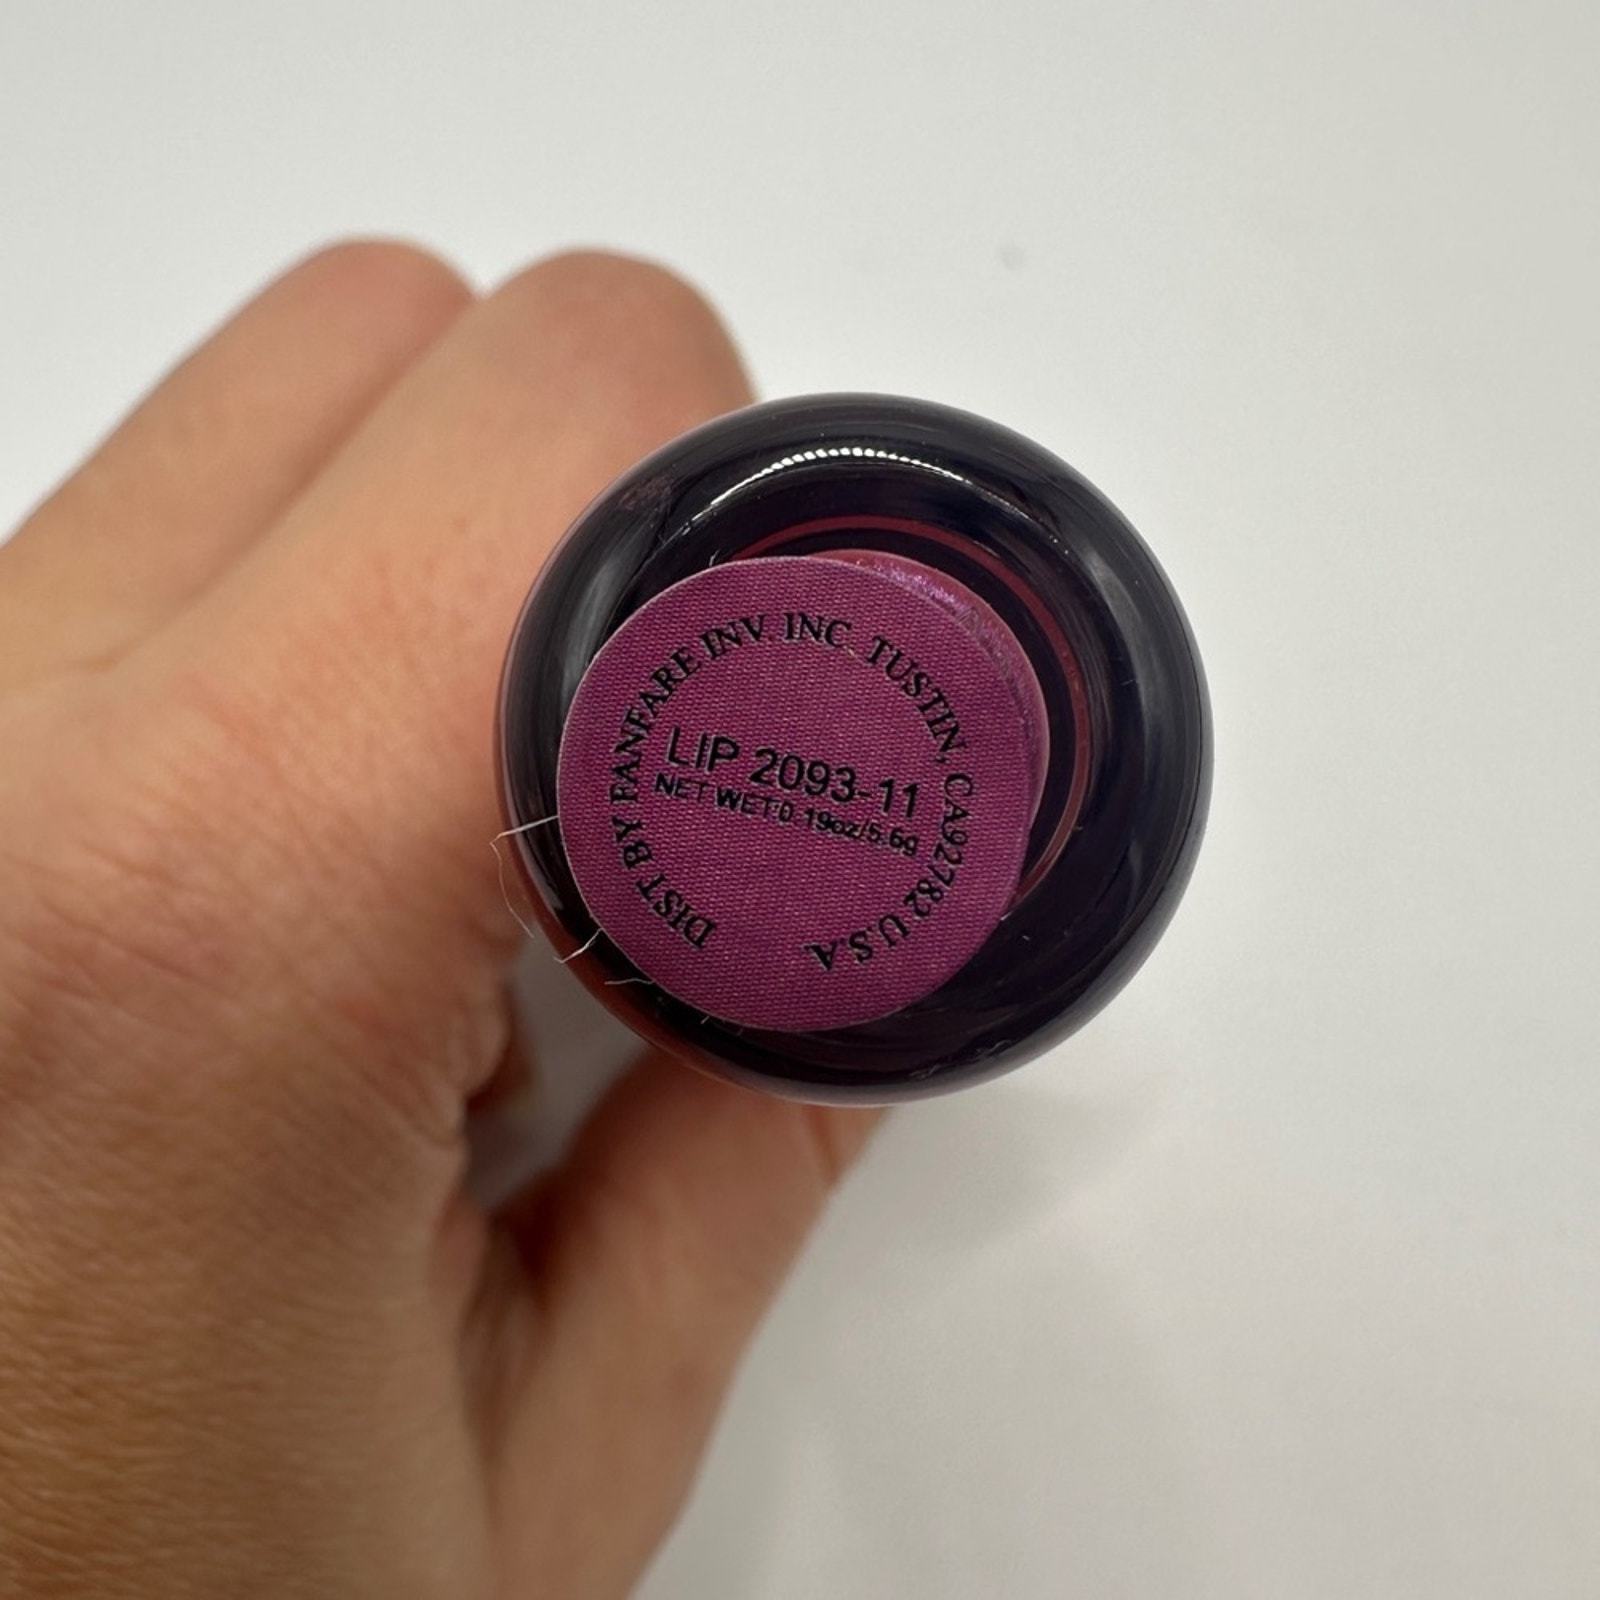 DIST BY FANFARE INV. INC. TUSTIN, CA92782 U.S.A
LIP 2093-11
NET WET:0.19oz/5.6g